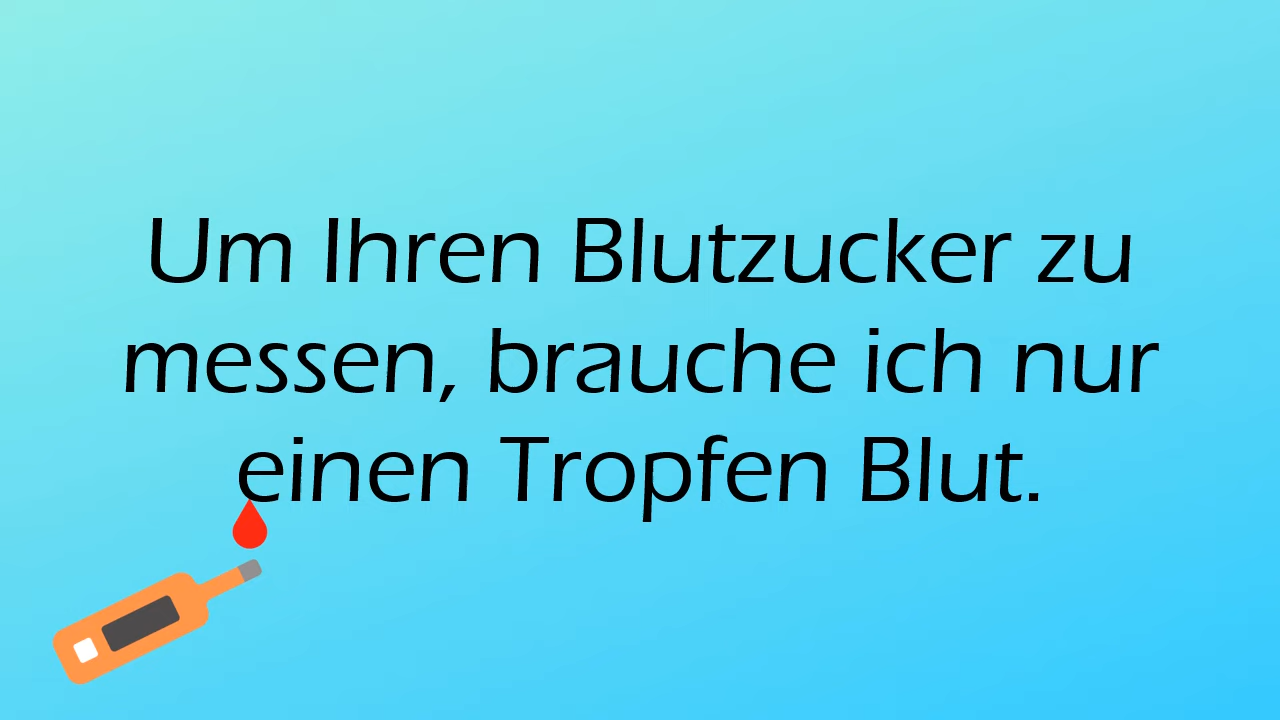 Um Ihren Blutzucker zu
messen, brauche ich nur
einen Tropfen Blut.